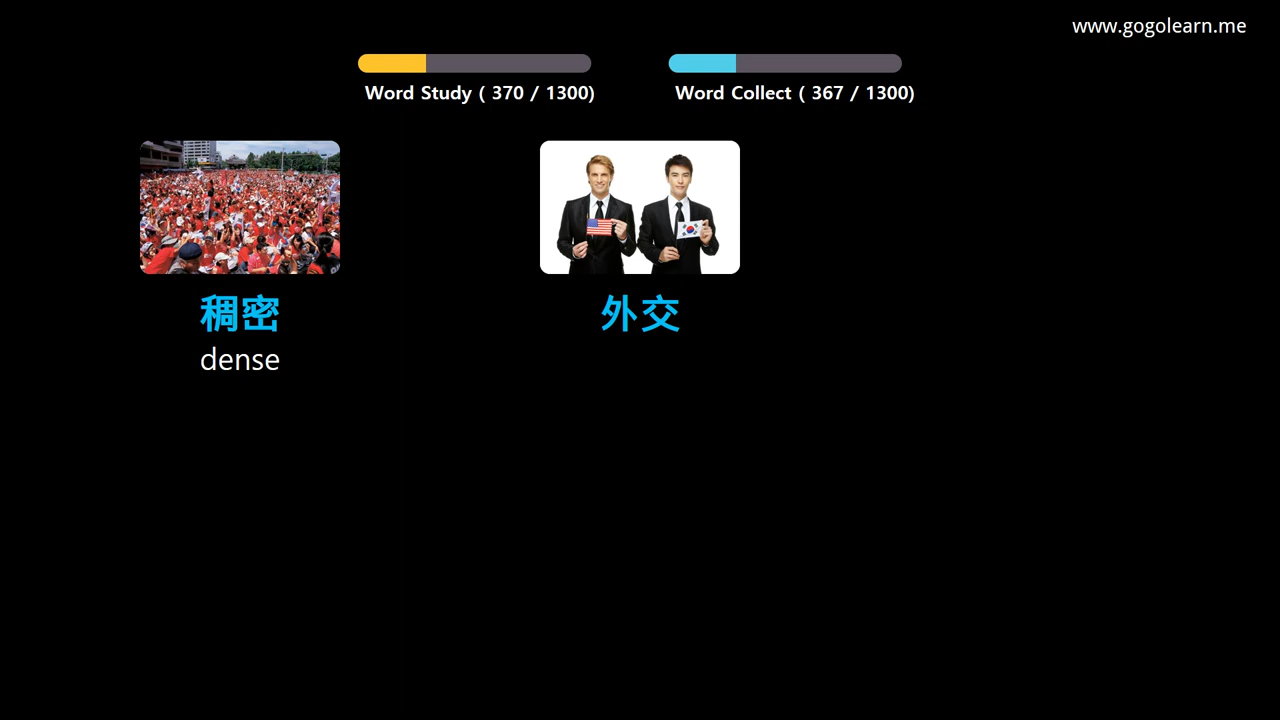 www.gogolearn.me
Word Study ( 370 / 1300)
Word Collect ( 367 / 1300)
稠密
dense
外交